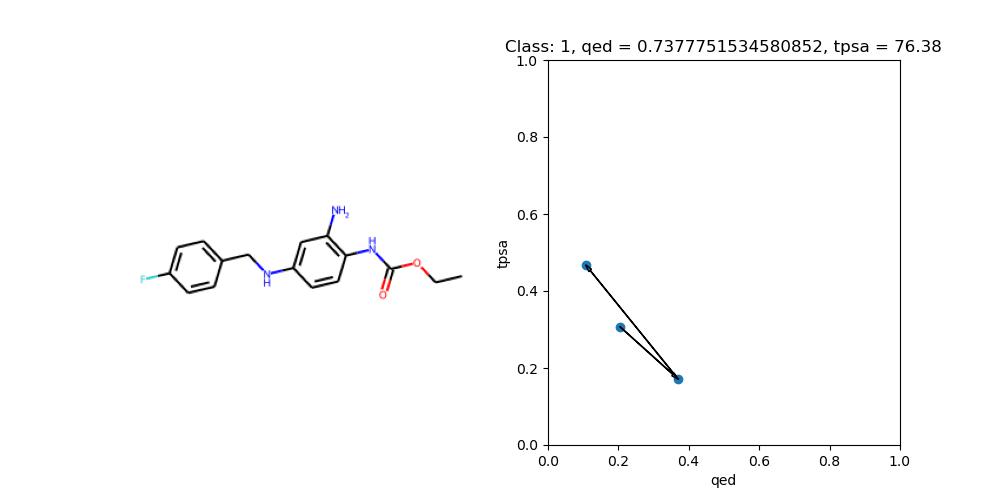 Class: 1, qed = 0.7377751534580852, tpsa = 76.38
1.0
0.8
0.6
0.4
0.2
0.0
tpsa
0.0 0.2 0.4 0.6 0.8 1.0
qed
NH2
H
N
O
O
N
H
F